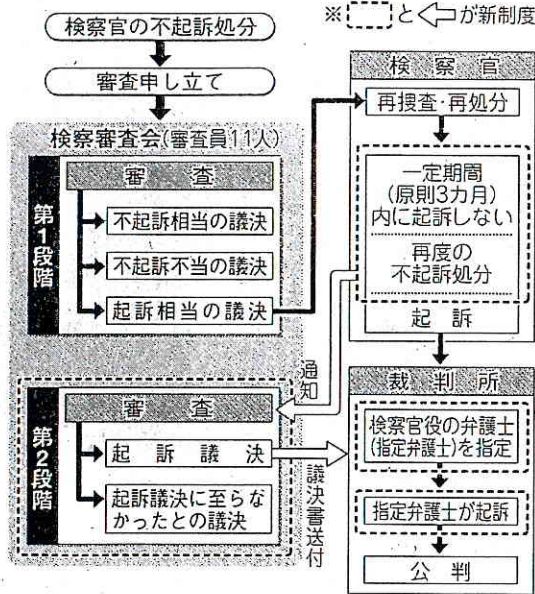 ※ と が新制度
検察官の不起訴処分
審査申し立て
検察審査会(審査員11人)
第1段階
審査
不起訴相当の議決
不起訴不当の議決
起訴相当の議決
第2段階
審査
起訴議決
起訴議決に至らな
かったとの議決
通知
議決書送付
検察官
再捜査・再処分
一定期間
(原則3カ月)
内に起訴しない
再度の
不起訴処分
起訴
裁判所
検察官役の弁護士
(指定弁護士)を指定
指定弁護士が起訴
公判